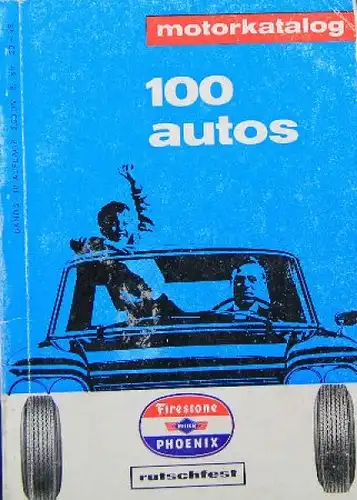 motorkatalog
100
autos
Firestone
PHOENIX
rutschfest